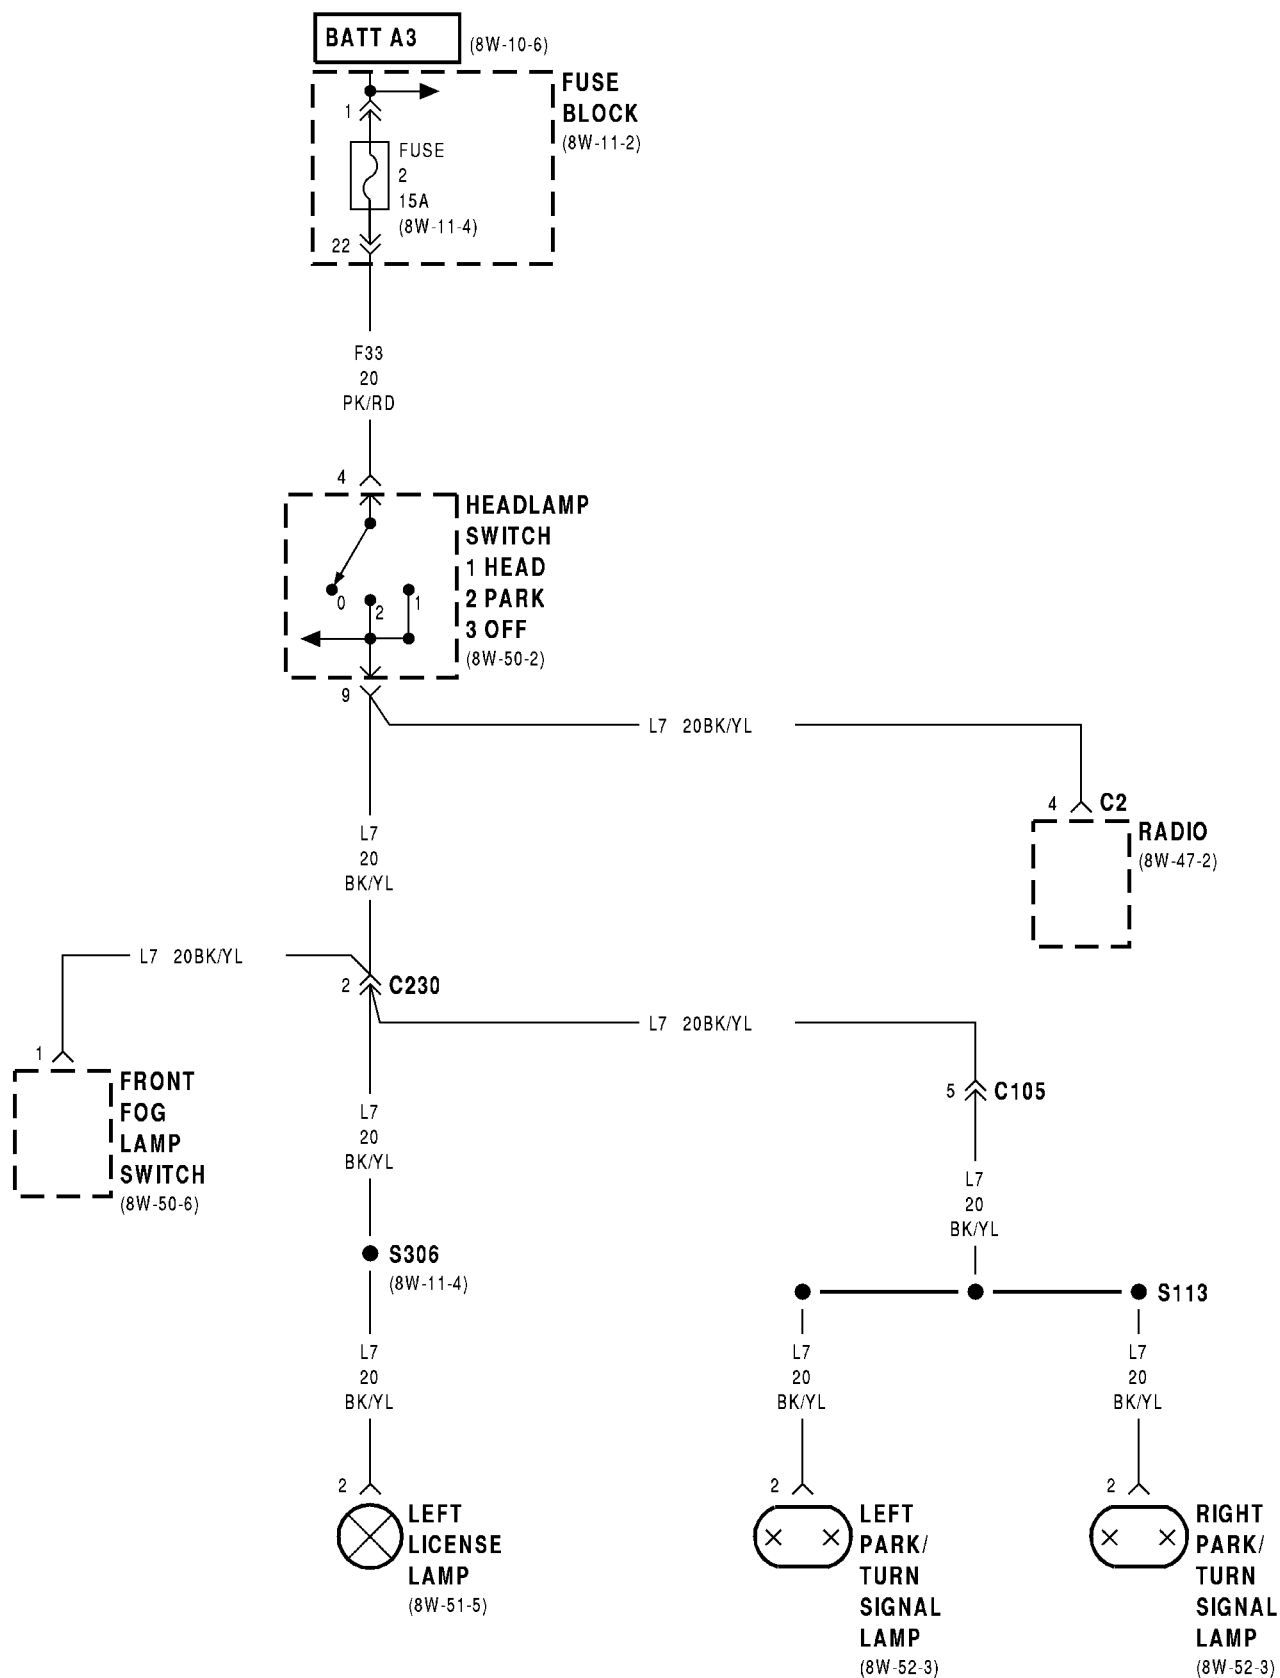 BATT A3
(8W-10-6)
FUSE
BLOCK
(8W-11-2)
1
FUSE
2
15A
(8W-11-4)
22
F33
20
PK/RD
4
HEADLAMP
SWITCH
1 HEAD
2 PARK
3 OFF
(8W-50-2)
0
2
1
9
L7 20BK/YL
4
C2
RADIO
(8W-47-2)
L7
20
BK/YL
L7 20BK/YL
2
C230
L7 20BK/YL
1
FRONT
FOG
LAMP
SWITCH
(8W-50-6)
5
C105
L7
20
BK/YL
L7
20
BK/YL
S306
(8W-11-4)
S113
L7
20
BK/YL
L7
20
BK/YL
L7
20
BK/YL
2
LEFT
LICENSE
LAMP
(8W-51-5)
2
LEFT
PARK/
TURN
SIGNAL
LAMP
(8W-52-3)
2
RIGHT
PARK/
TURN
SIGNAL
LAMP
(8W-52-3)